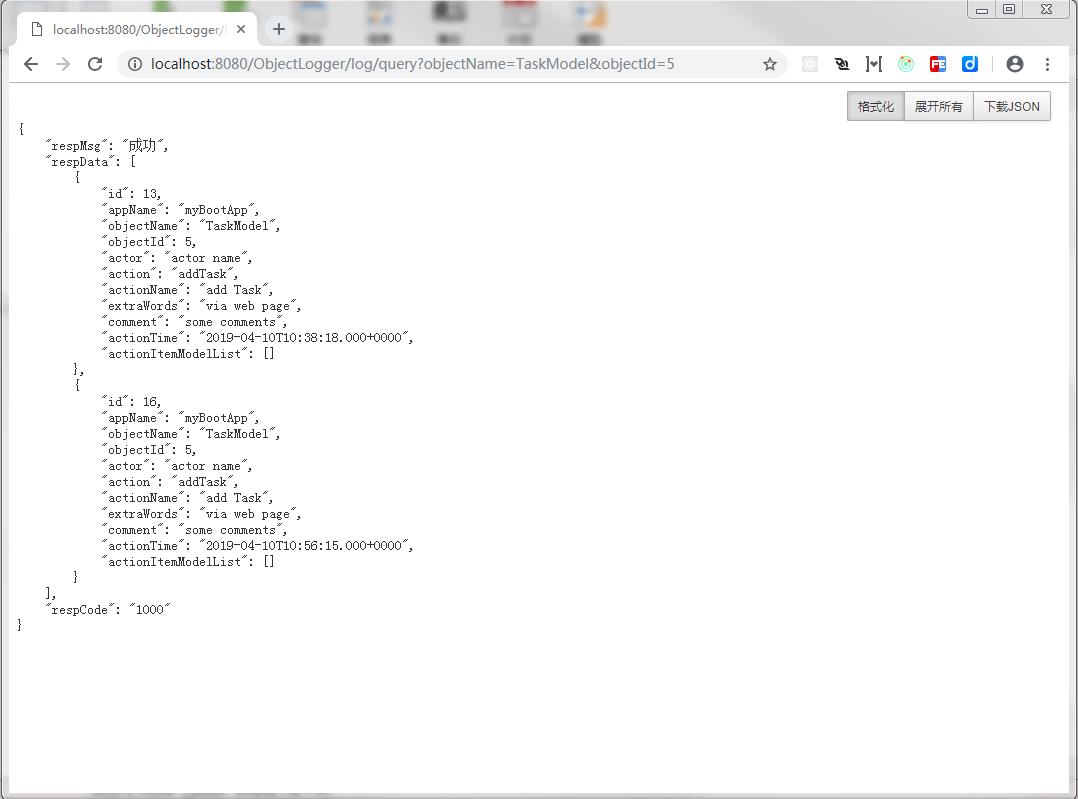 localhost:8080/ObjectLogger/l
localhost:8080/ObjectLogger/log/query?objectName=TaskModel&objectId=5
FE
格式化 展开所有 下载JSON
{
"respMsg": "成功",
"respData": [
{
"id": 13,
"appName": "myBootApp",
"objectName": "TaskModel",
"objectId": 5,
"actor": "actor name",
"action": "addTask",
"actionName": "add Task",
"extraWords": "via web page",
"comment": "some comments",
"actionTime": "2019-04-10T10:38:18.000+0000",
"actionItemModelList": []
},
{
"id": 16,
"appName": "myBootApp",
"objectName": "TaskModel",
"objectId": 5,
"actor": "actor name",
"action": "addTask",
"actionName": "add Task",
"extraWords": "via web page",
"comment": "some comments",
"actionTime": "2019-04-10T10:56:15.000+0000",
"actionItemModelList": []
}
],
"respCode": "1000"
}